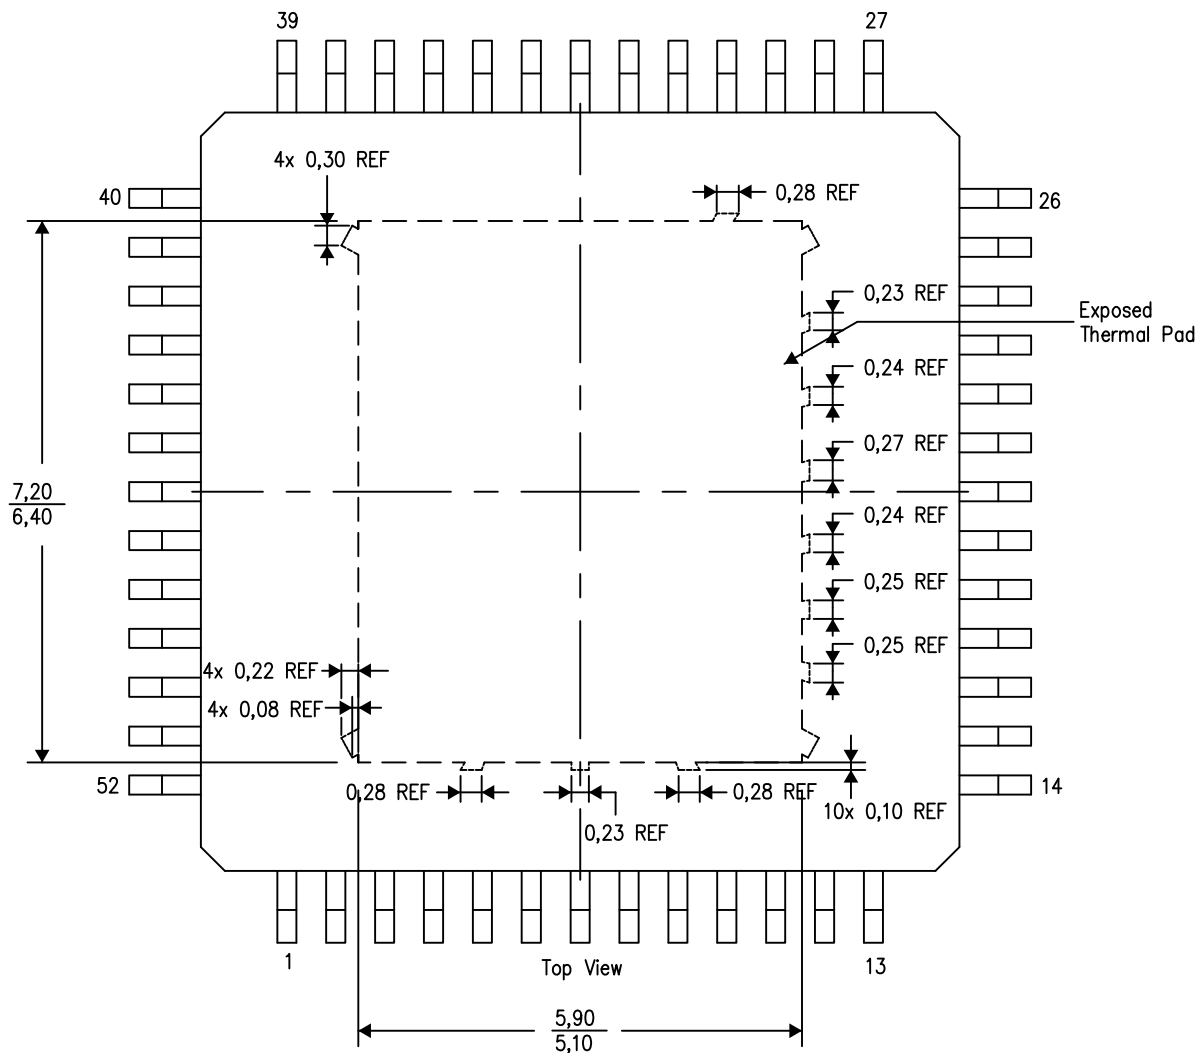 39
27
4x 0,30 REF
0,28 REF
40
26
0,23 REF
Exposed
Thermal Pad
0,24 REF
0,27 REF
7,20
6,40
0,24 REF
0,25 REF
0,25 REF
4x 0,22 REF
4x 0,08 REF
52
14
0,28 REF
0,28 REF
10x 0,10 REF
0,23 REF
1
Top View
13
5,90
5,10